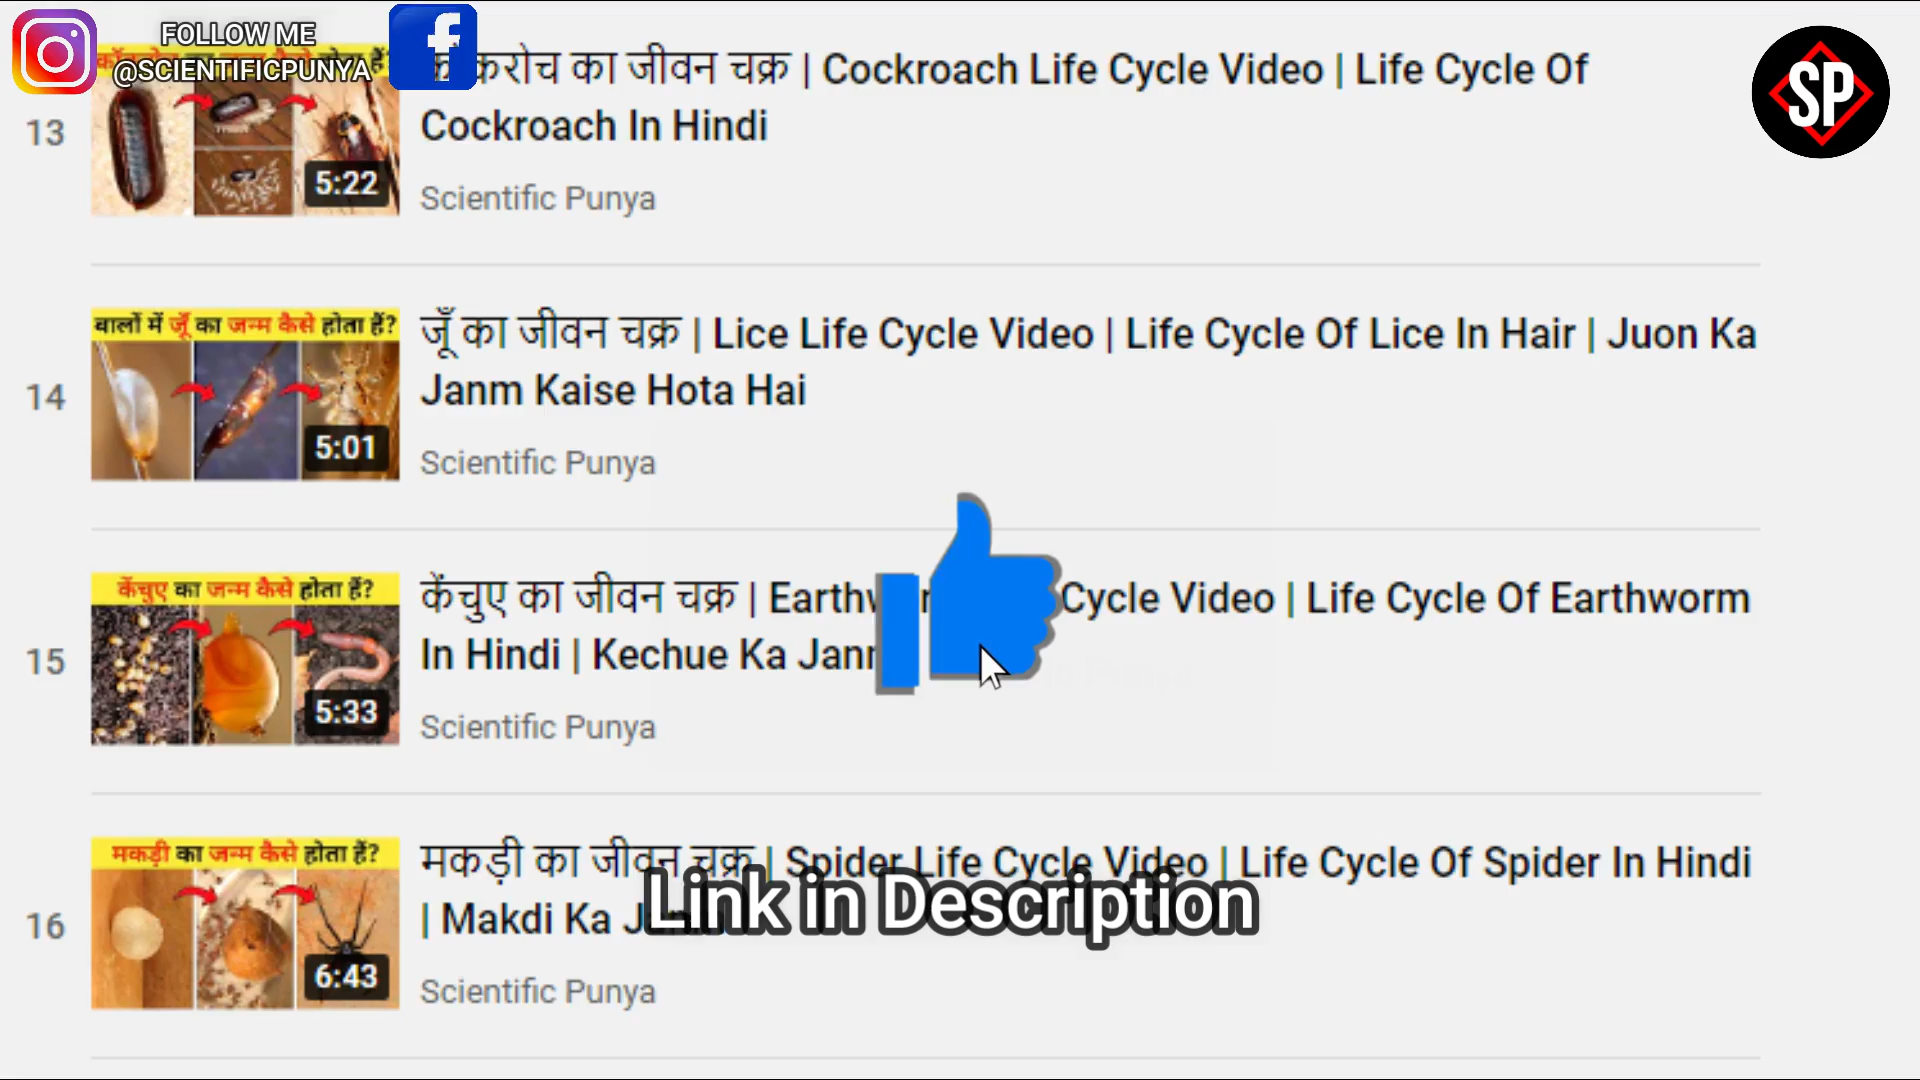 FOLLOW ME
@SCIENTIFICPUNYA
SP
13
5:22
का जीवन चक्र | Cockroach Life Cycle Video | Life Cycle Of
Cockroach In Hindi
Scientific Punya
14
बालों में जूँ का जन्म कैसे होता हैं?
5:01
जूँ का जीवन चक्र | Lice Life Cycle Video | Life Cycle Of Lice In Hair | Juon Ka
Janm Kaise Hota Hai
Scientific Punya
15
केंचुए का जन्म कैसे होता हैं?
5:33
केंचुए का जीवन चक्र | Cycle Video | Life Cycle Of Earthworm
In Hindi | Kechue Ka
Scientific Punya
16
मकड़ी का जन्म कैसे होता हैं?
6:43
मकड़ी का जीवन चक्र | Spider Life Cycle Video | Life Cycle Of Spider In Hindi
| Makdi Ka
Link in Description
Scientific Punya